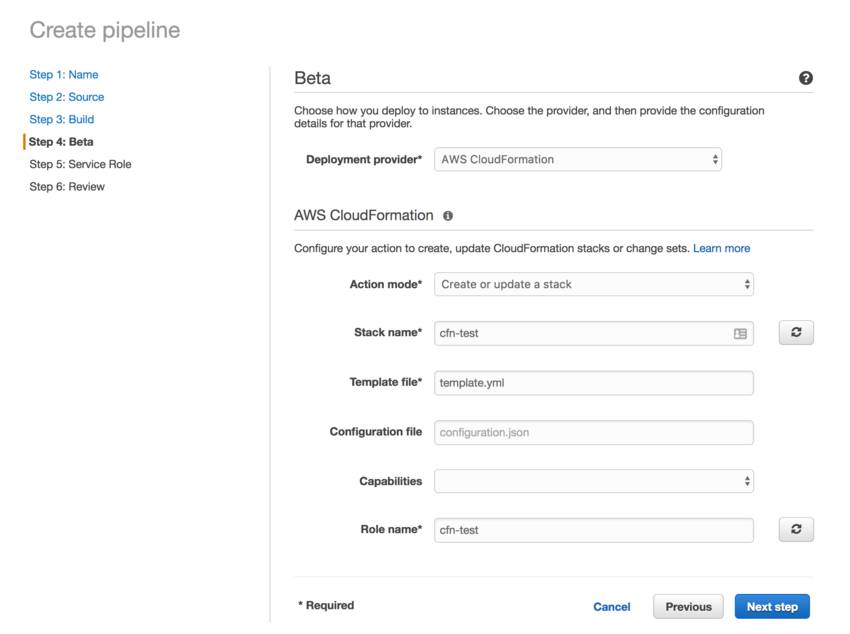 Create pipeline
Step 1: Name
Step 2: Source
Step 3: Build
Step 4: Beta
Step 5: Service Role
Step 6: Review
Beta
Choose how you deploy to instances. Choose the provider, and then provide the configuration
details for that provider.
Deployment provider* AWS CloudFormation
AWS CloudFormation
Configure your action to create, update CloudFormation stacks or change sets. Learn more
Action mode* Create or update a stack
Stack name* cfn-test
Template file* template.yml
Configuration file configuration.json
Capabilities
Role name* cfn-test
* Required Cancel Previous Next step